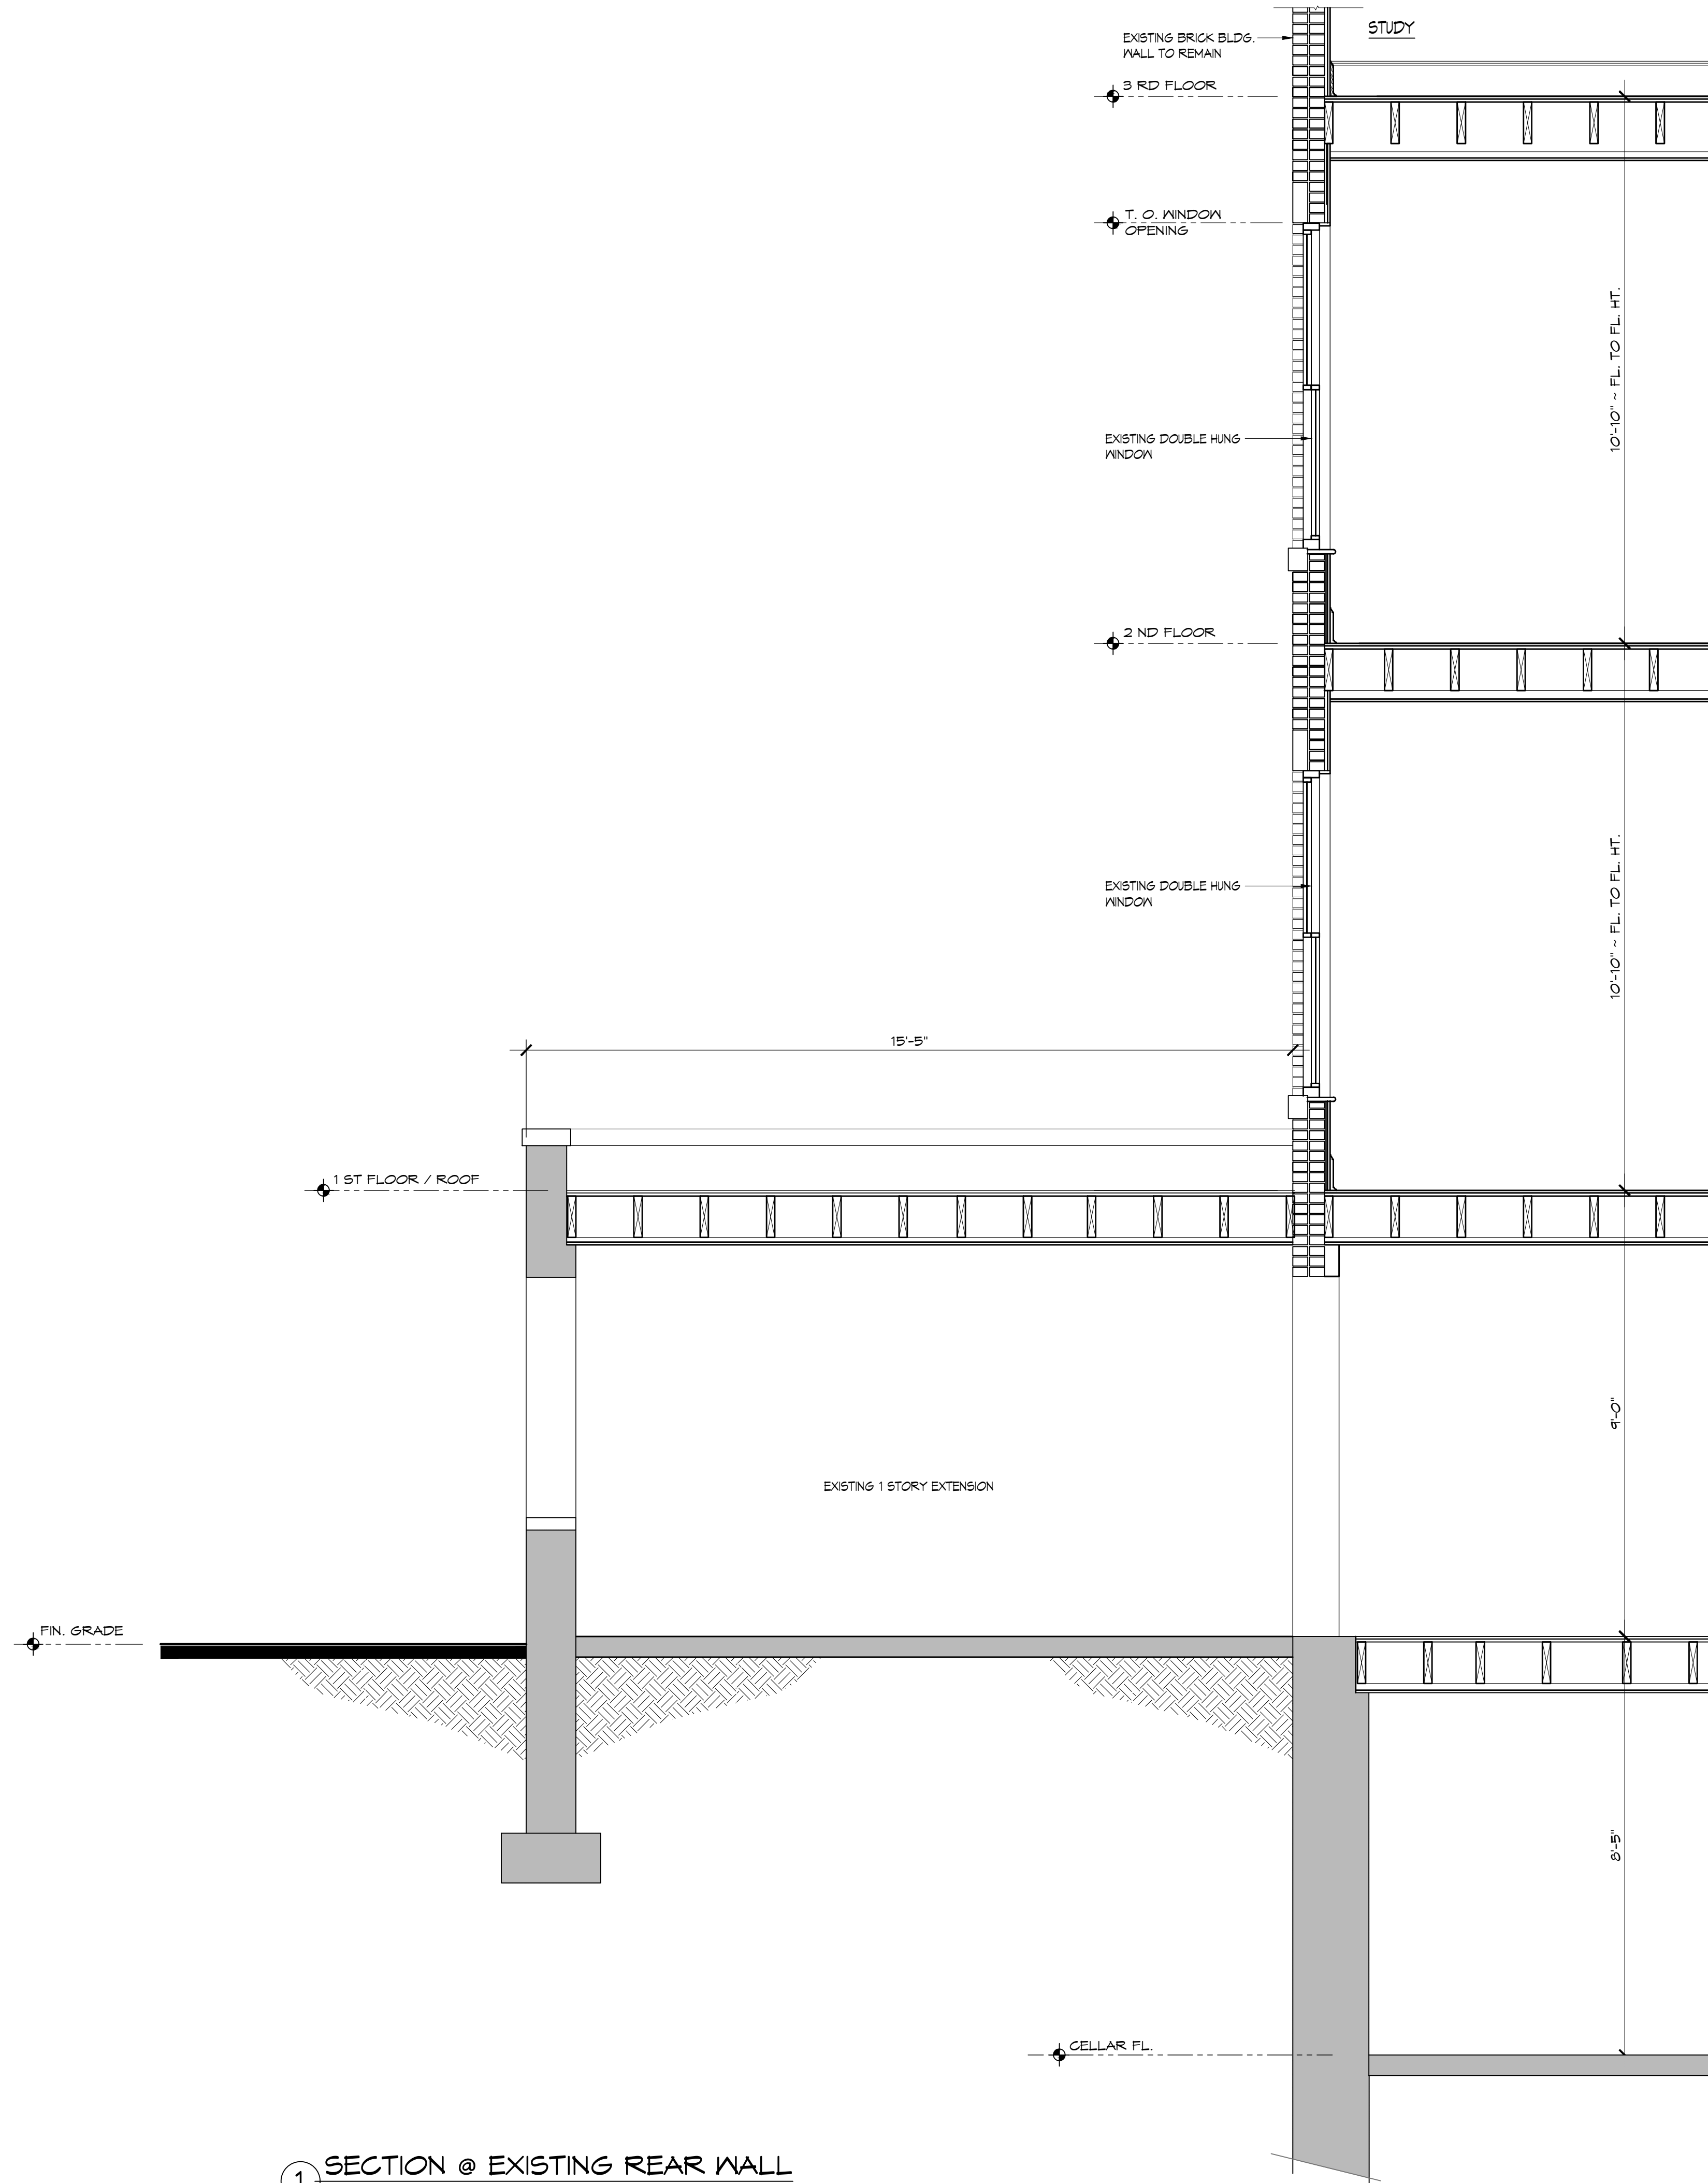 STUDY
EXISTING BRICK BLDG.
WALL TO REMAIN
3 RD FLOOR
T. O. WINDOW
OPENING
10'-10" ~ FL. TO FL. HT.
EXISTING DOUBLE HUNG
WINDOW
2 ND FLOOR
10'-10" ~ FL. TO FL. HT.
EXISTING DOUBLE HUNG
WINDOW
15'-5"
1 ST FLOOR / ROOF
9'-0"
EXISTING 1 STORY EXTENSION
FIN. GRADE
8'-5"
CELLAR FL.
1 SECTION @ EXISTING REAR WALL